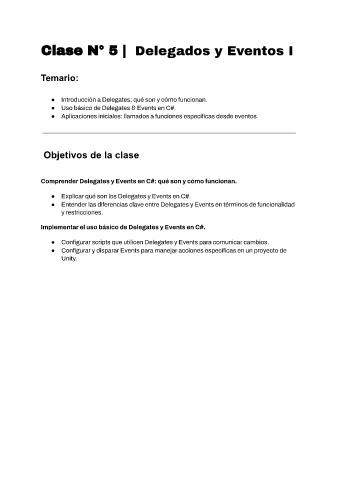 Clase N° 5 | Delegados y Eventos I
Temario:
● Introducción a Delegates: qué son y cómo funcionan.
● Uso básico de Delegates & Events en C#.
● Aplicaciones iniciales: llamados a funciones específicas desde eventos.
Objetivos de la clase
Comprender Delegates y Events en C#: qué son y cómo funcionan.
● Explicar qué son los Delegates y Events en C#.
● Entender las diferencias clave entre Delegates y Events en términos de funcionalidad
y restricciones.
Implementar el uso básico de Delegates y Events en C#.
● Configurar scripts que utilicen Delegates y Events para comunicar cambios.
● Configurar y disparar Events para manejar acciones específicas en un proyecto de
Unity.